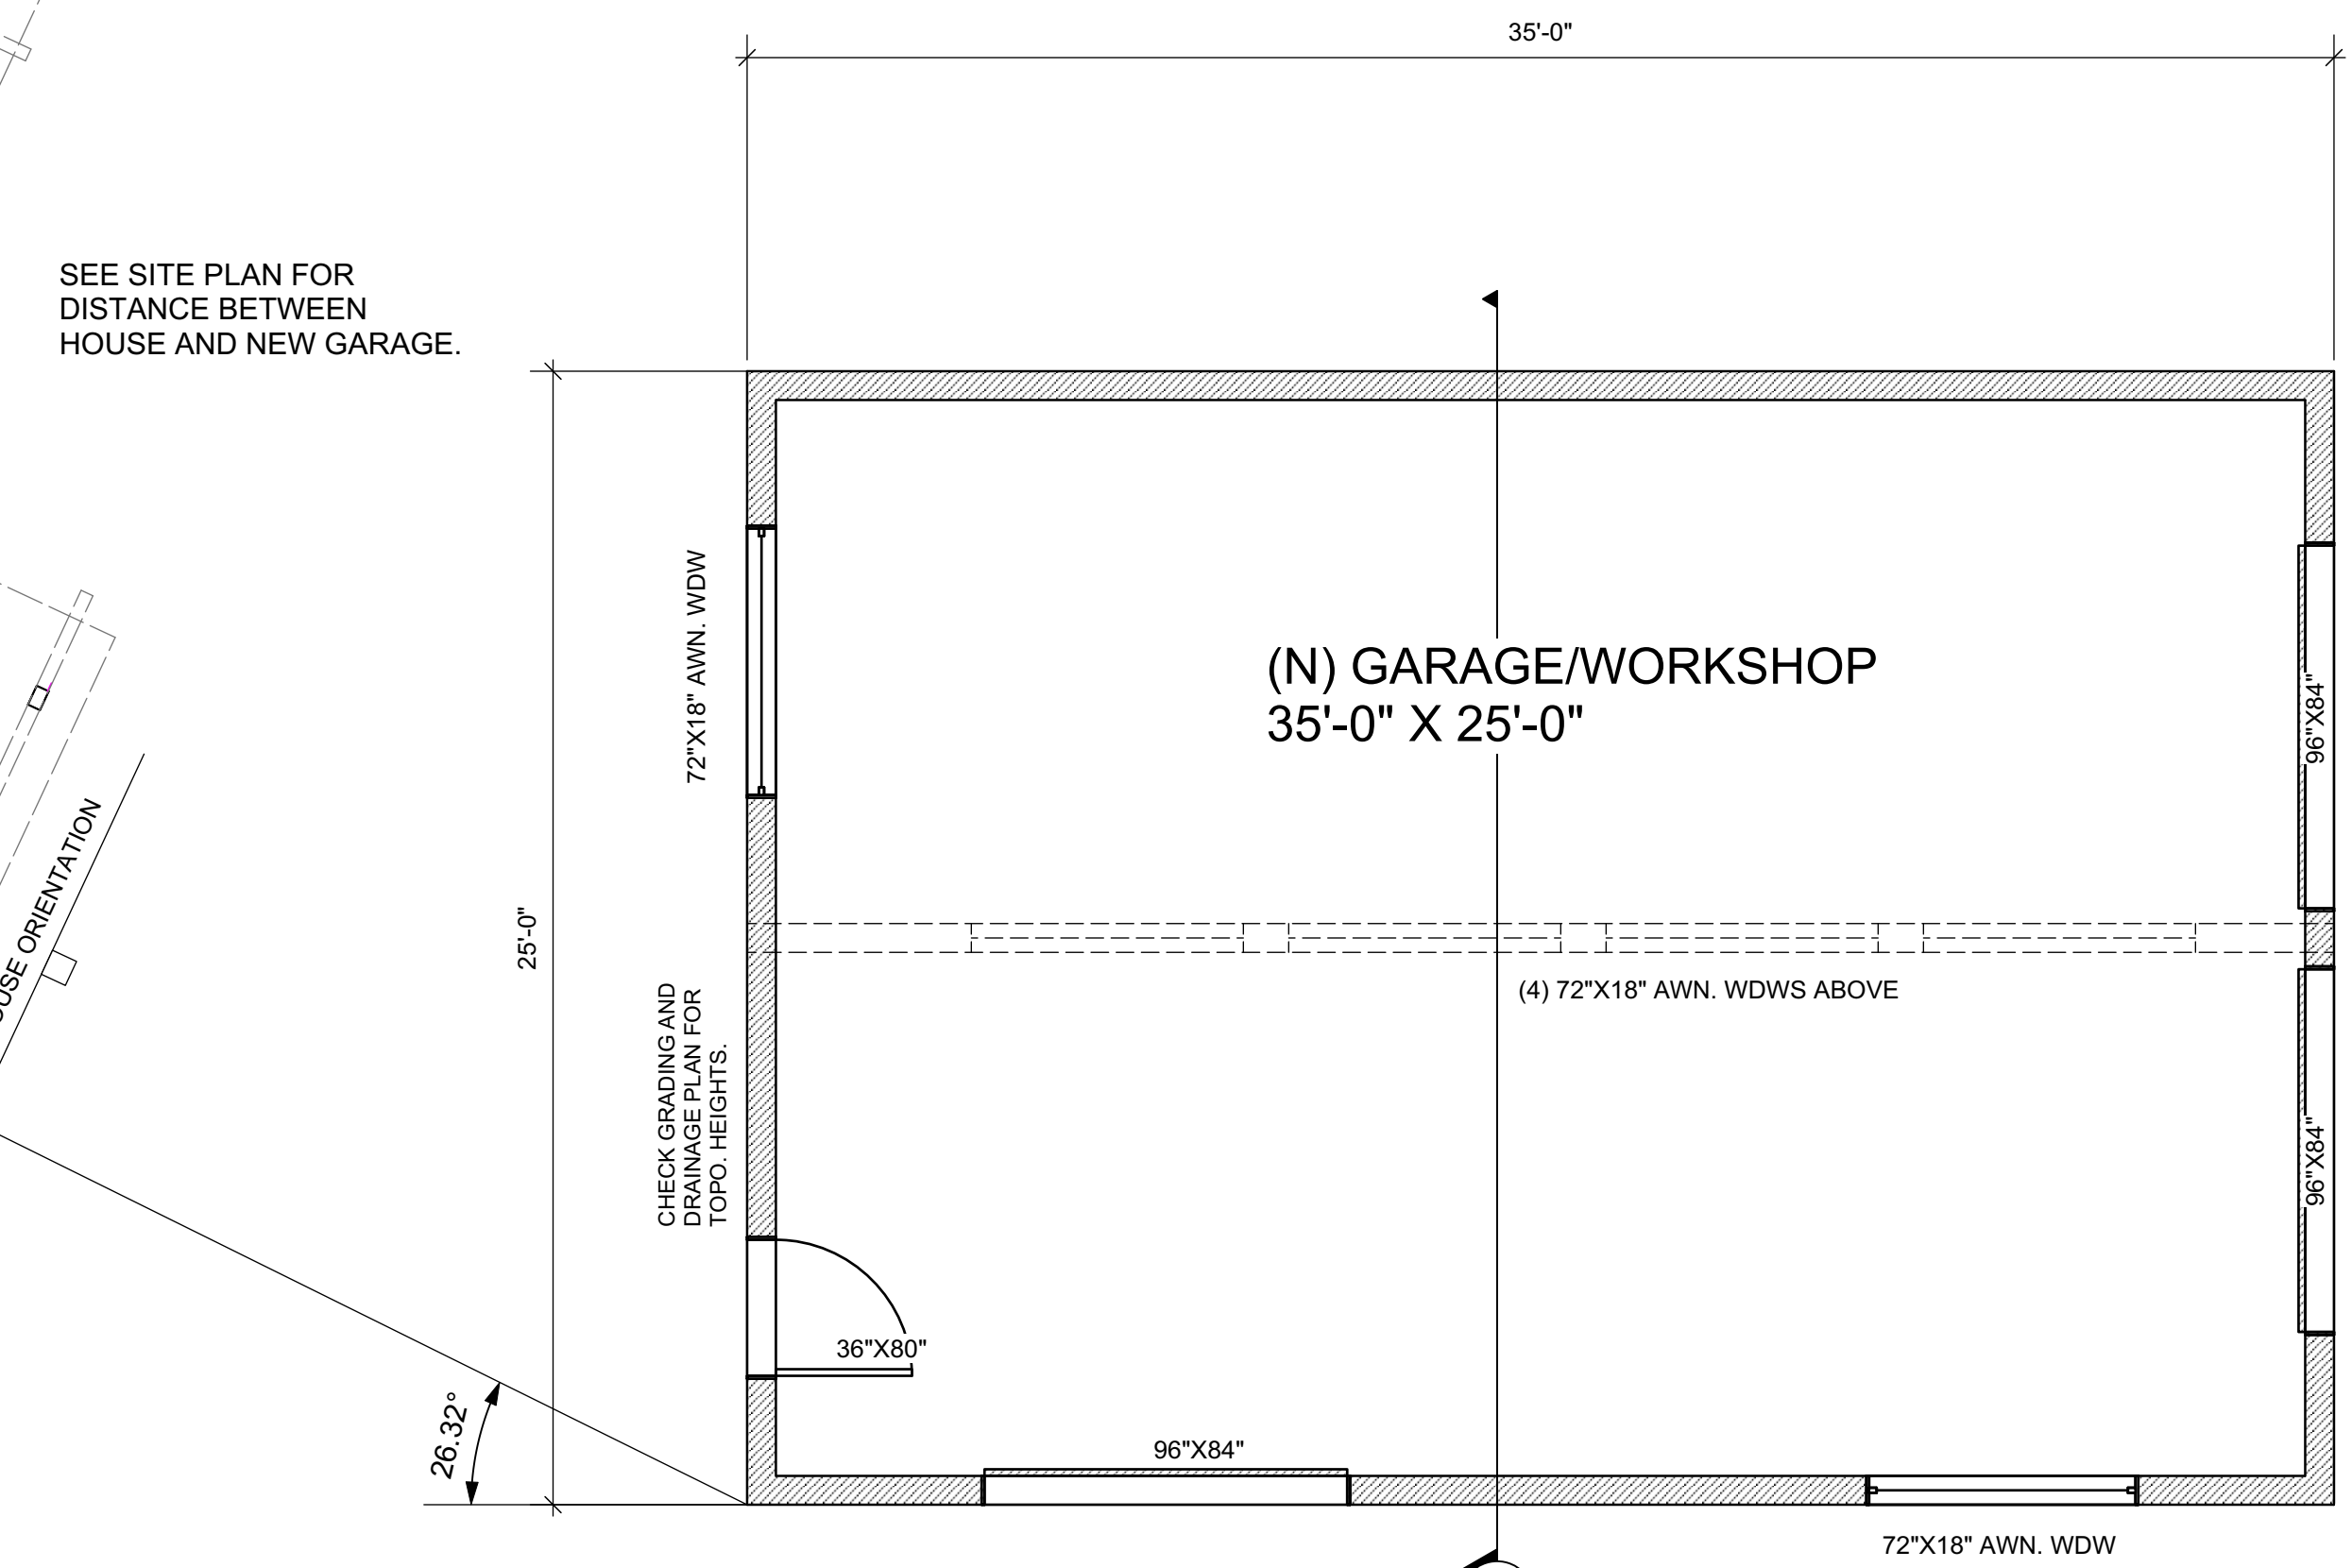 35'-0"
SEE SITE PLAN FOR
DISTANCE BETWEEN
HOUSE AND NEW GARAGE.
72"X18" AWN. WDW
(N) GARAGE/WORKSHOP
35'-0" X 25'-0"
96"X84"
ORIENTATION
25'-0"
(4) 72"X18" AWN. WDWS ABOVE
CHECK GRADING AND
DRAINAGE PLAN FOR
TOPO. HEIGHTS.
96"X84"
36"X80"
26.32°
96"X84"
72"X18" AWN. WDW